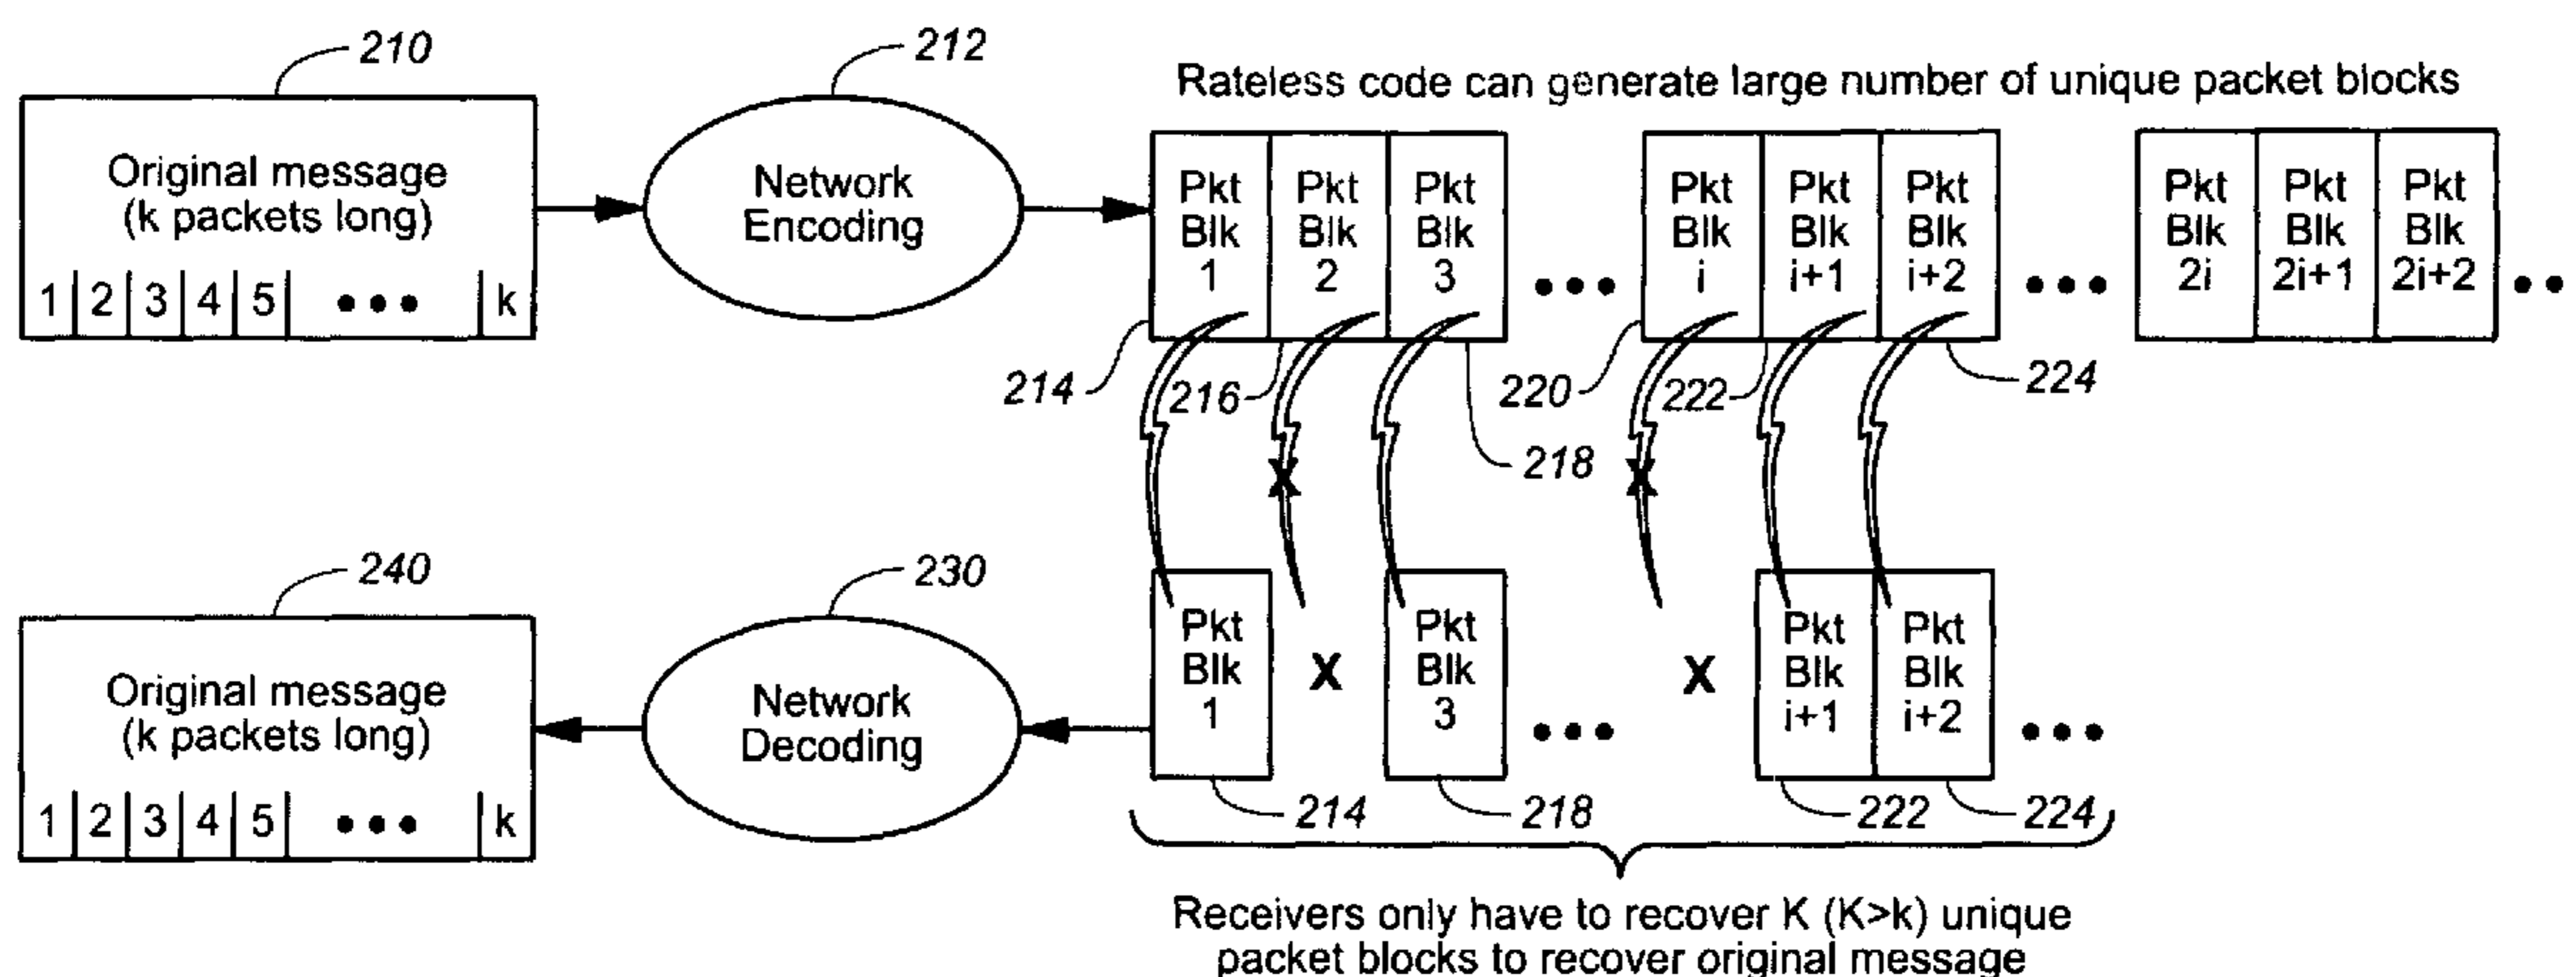 210
212
Rateless code can generate large number of unique packet blocks
Original message
(k packets long)
1 2 3 4 5 ••• k
Network
Encoding
Pkt Blk 1
Pkt Blk 2
Pkt Blk 3
•••
Pkt Blk i
Pkt Blk i+1
Pkt Blk i+2
•••
Pkt Blk 2i
Pkt Blk 2i+1
Pkt Blk 2i+2
••
214
216
218
220
222
224
X
X
240
230
Original message
(k packets long)
1 2 3 4 5 ••• k
Network
Decoding
Pkt Blk 1
X
Pkt Blk 3
•••
X
Pkt Blk i+1
Pkt Blk i+2
•••
214
218
222
224
Receivers only have to recover K (K>k) unique
packet blocks to recover original message